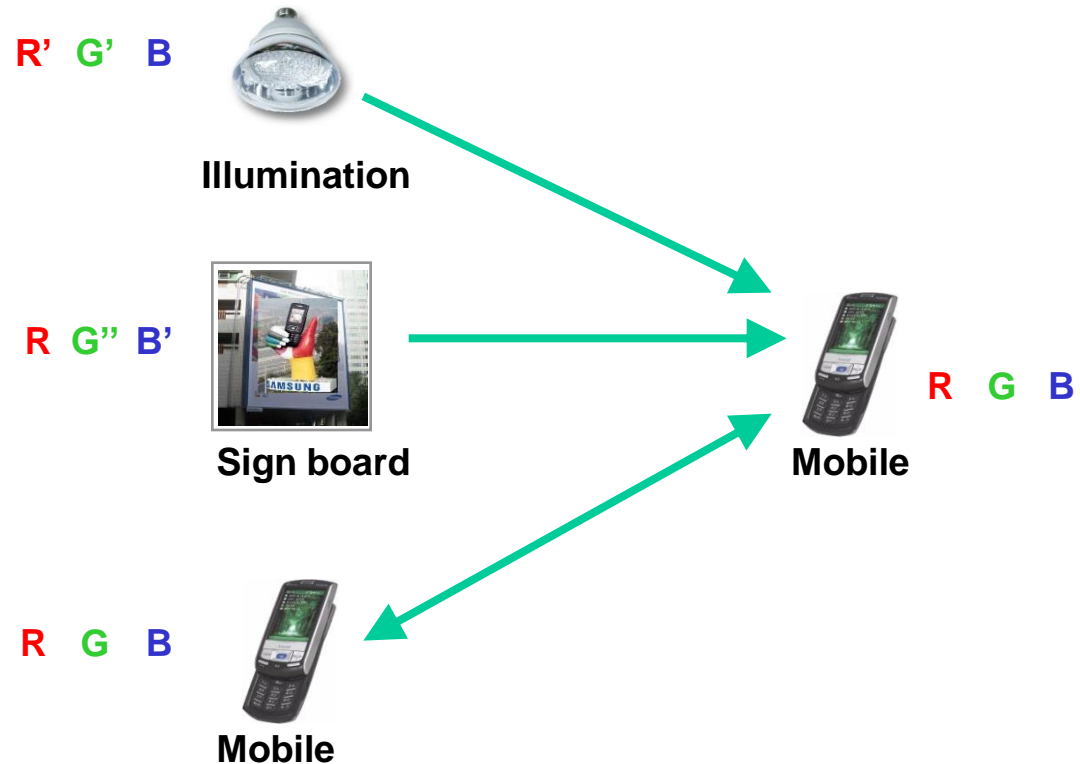 R’ G’ B
Illumination
SAMSUNG
R G’’ B’
Sign board
R G B
Mobile
R G B
Mobile